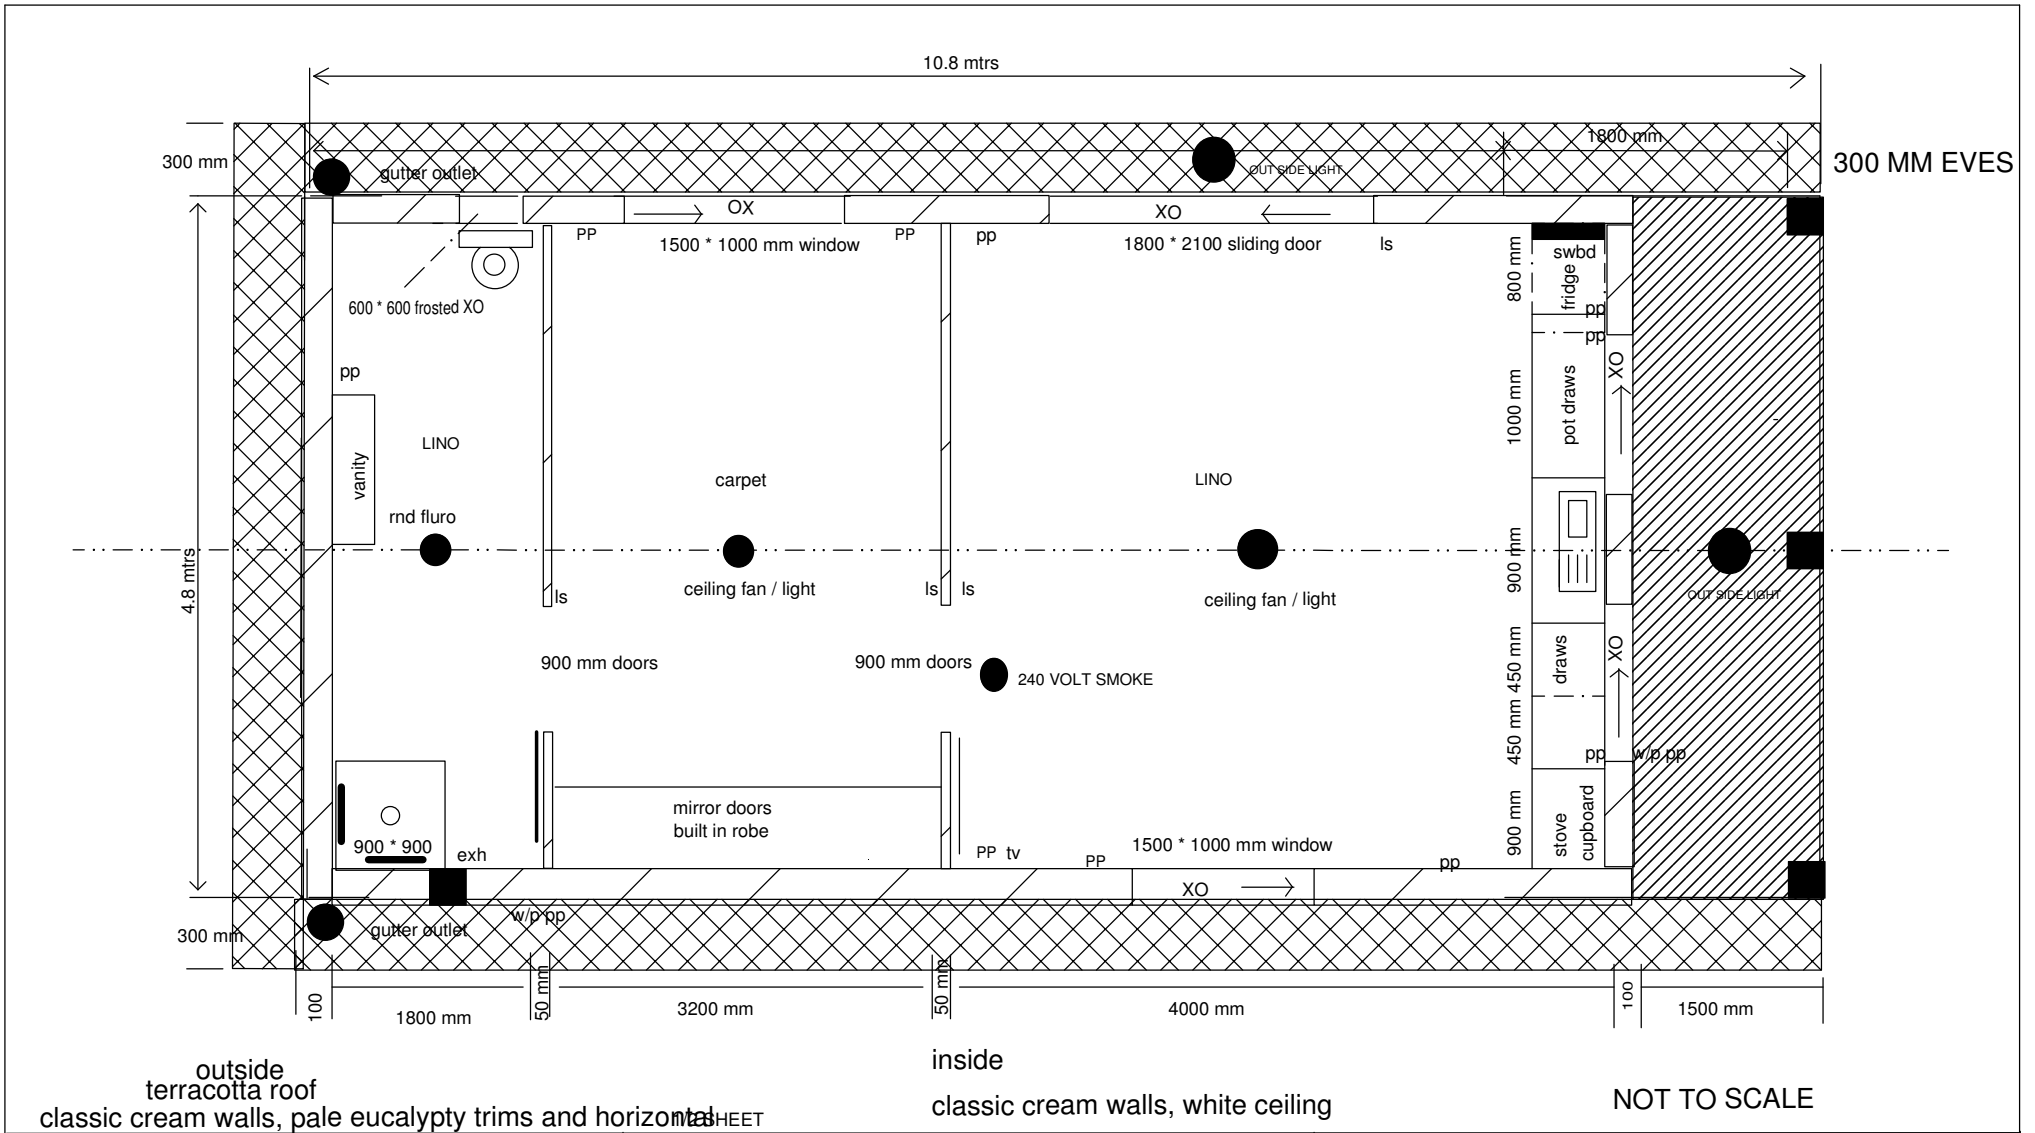 10.8 mtrs
1800 mm
300 mm
300 MM EVES
gutter outlet
OUT SIDE LIGHT
OX
XO
PP
1500 * 1000 mm window
PP
pp
1800 * 2100 sliding door
ls
swbd
800 mm
fridge
600 * 600 frosted XO
pp
pp
XO
pp
1000 mm
pot draws
LINO
vanity
carpet
LINO
rnd fluro
4.8 mtrs
900 mm
ls
ceiling fan / light
ls
ls
ceiling fan / light
OUT SIDE LIGHT
900 mm doors
900 mm doors
240 VOLT SMOKE
450 mm
draws
XO
450 mm
pp
w/p pp
mirror doors
built in robe
900 * 900
exh
PP
tv
PP
1500 * 1000 mm window
pp
900 mm
stove
cupboard
XO
w/p pp
gutter outlet
300 mm
100
1800 mm
50 mm
3200 mm
50 mm
4000 mm
100
1500 mm
outside
terracotta roof
classic cream walls, pale eucalypty trims and horizontal
1/2 SHEET
inside
classic cream walls, white ceiling
NOT TO SCALE